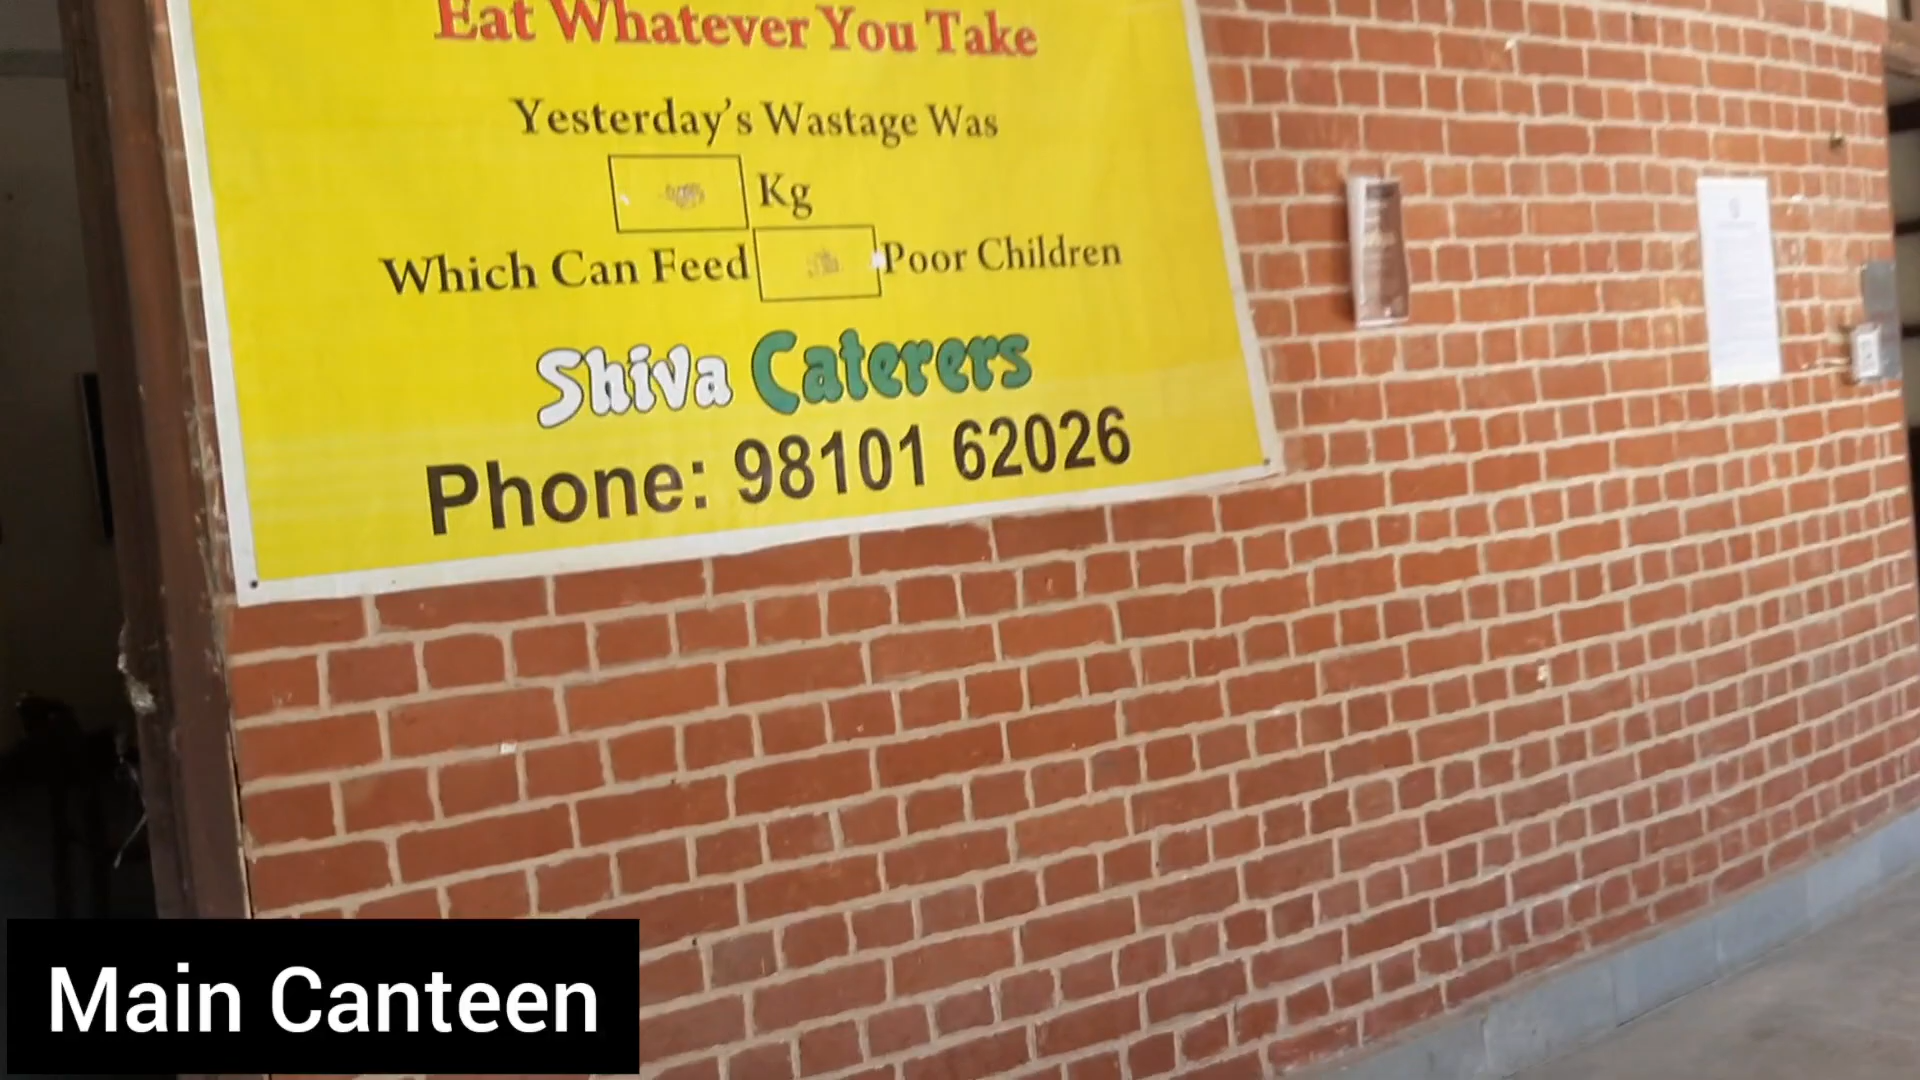 Eat Whatever You Take
Yesterday's Wastage Was
Kg
Which Can Feed Poor Children
Shiva Caterers
Phone: 98101 62026
Main Canteen